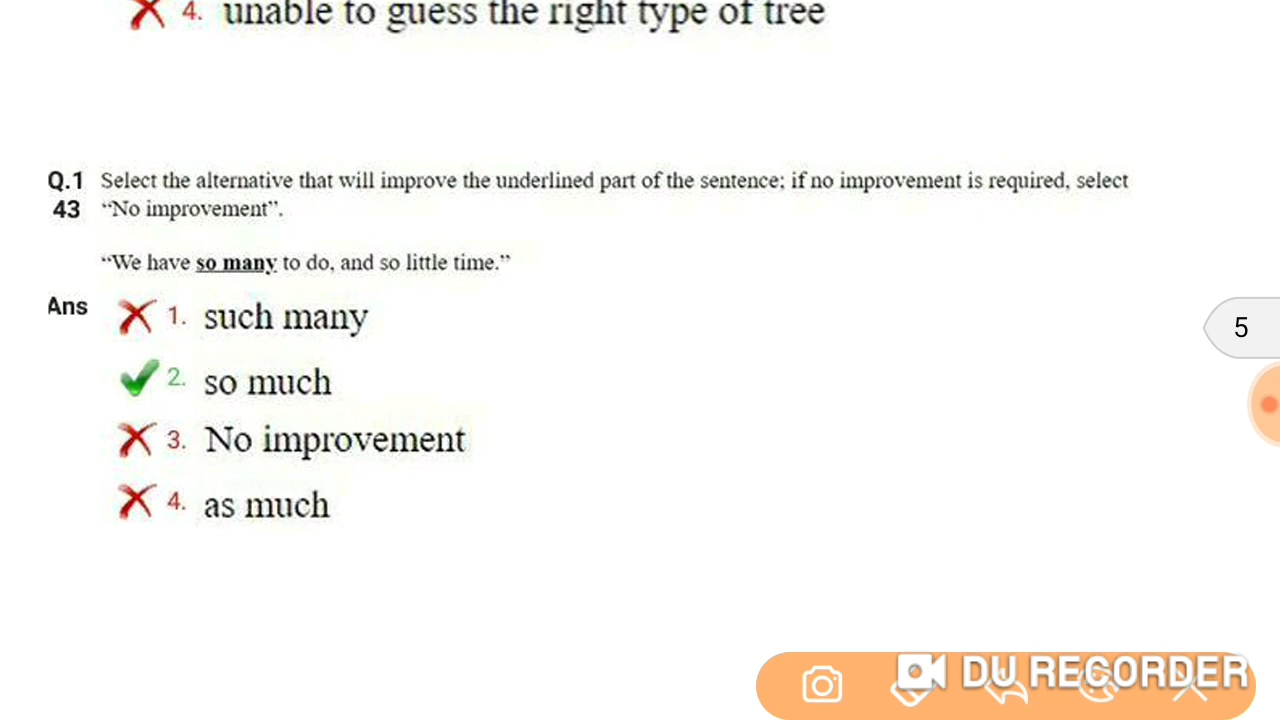 4. unable to guess the right type of tree
Q.1 Select the alternative that will improve the underlined part of the sentence; if no improvement is required, select
43 “No improvement”.
“We have so many to do, and so little time.”
Ans 1. such many
2. so much
3. No improvement
4. as much
5
DU RECORDER